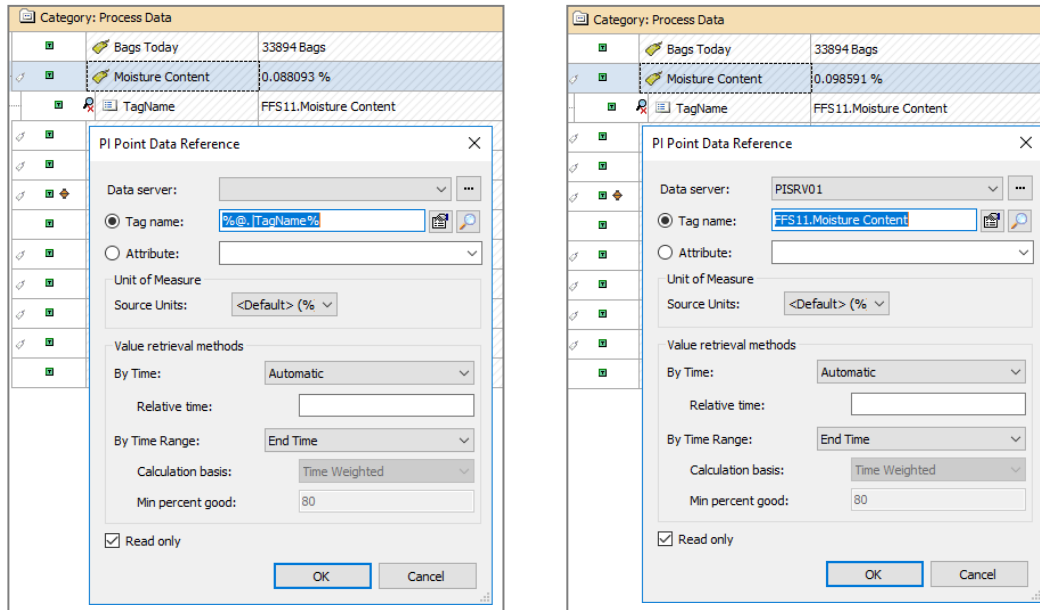 Category: Process Data
Bags Today 33894 Bags
Moisture Content 0.088093 %
TagName FFS11.Moisture Content
PI Point Data Reference
Data server:
Tag name: %@.|TagName%
Attribute:
Unit of Measure
Source Units: <Default> (%
Value retrieval methods
By Time: Automatic
Relative time:
By Time Range: End Time
Calculation basis: Time Weighted
Min percent good: 80
Read only
OK Cancel
Category: Process Data
Bags Today 33894 Bags
Moisture Content 0.098591 %
TagName FFS11.Moisture Content
PI Point Data Reference
Data server: PISRV01
Tag name: FFS11.Moisture Content
Attribute:
Unit of Measure
Source Units: <Default> (%
Value retrieval methods
By Time: Automatic
Relative time:
By Time Range: End Time
Calculation basis: Time Weighted
Min percent good: 80
Read only
OK Cancel